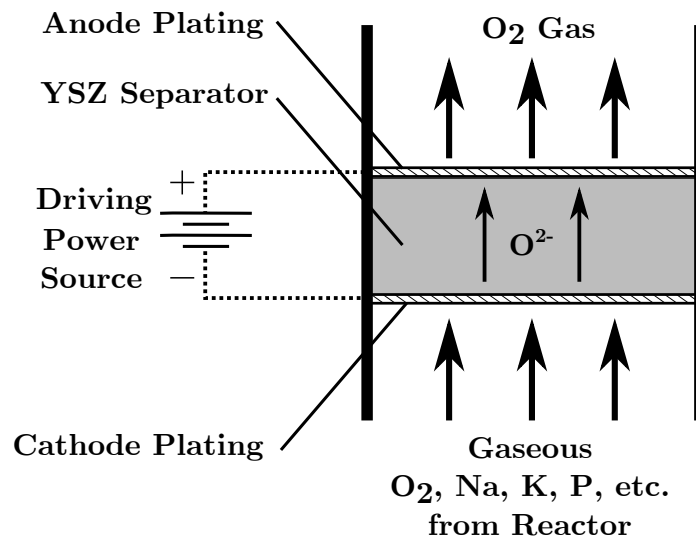 Anode Plating
O₂ Gas
YSZ Separator
+
Driving
Power
Source
−
O²⁻
Cathode Plating
Gaseous
O₂, Na, K, P, etc.
from Reactor